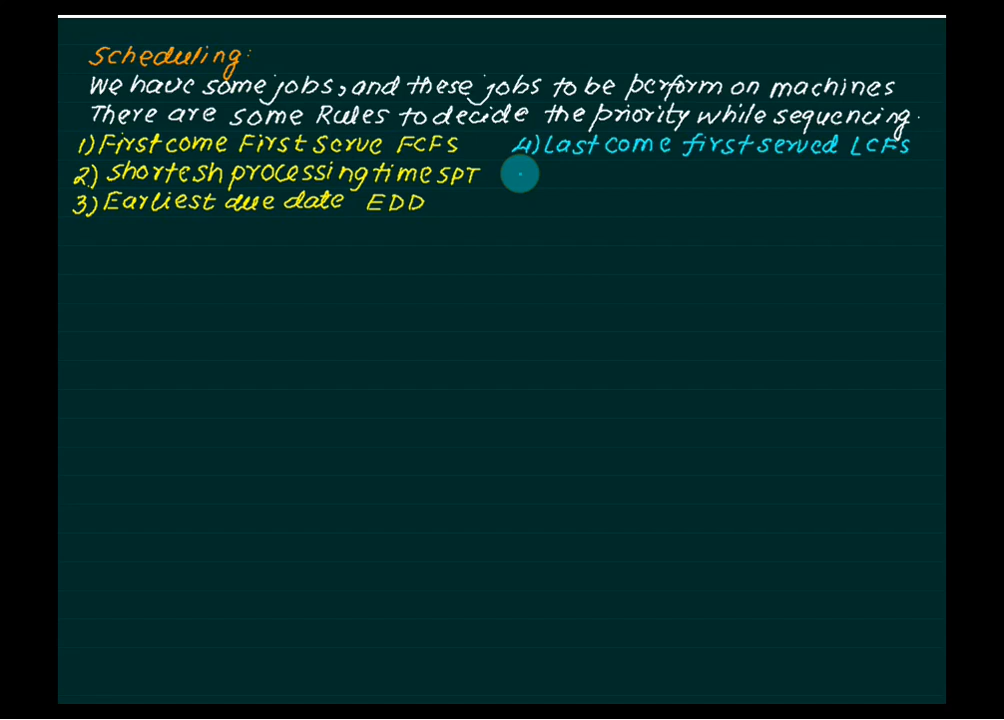 Scheduling:
We have some jobs, and these jobs to be perform on machines
There are some Rules to decide the priority while sequencing.
1) First come First Serve FCFS
2) shortesh processing time SPT
3) Earliest due date EDD
4) Last come first served LCFS